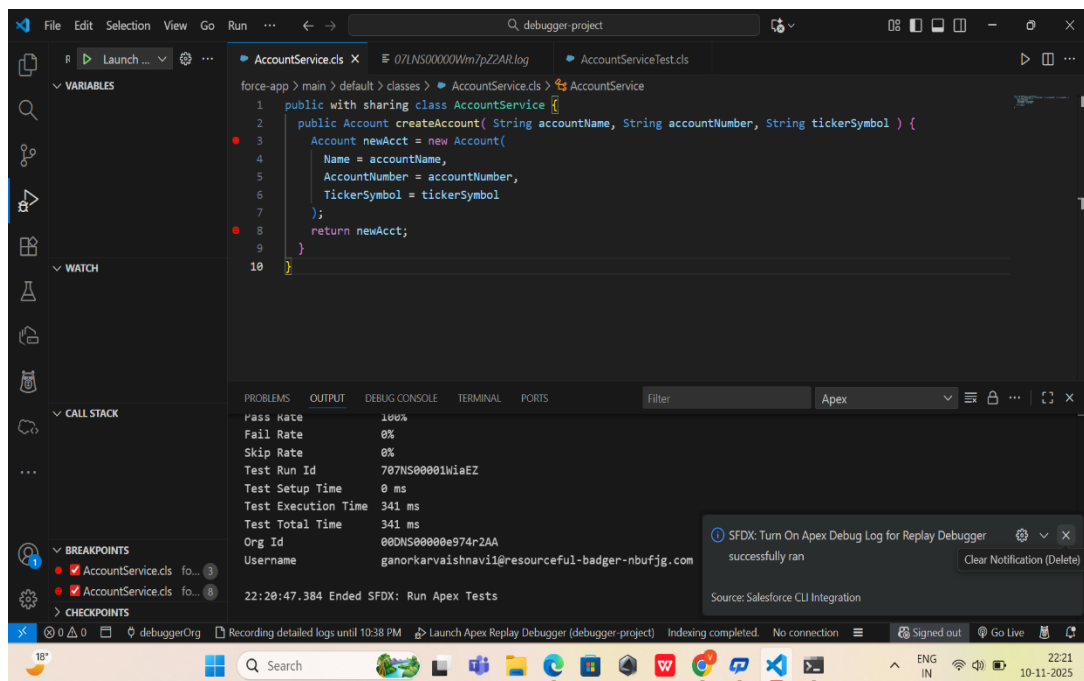 File Edit Selection View Go Run ··· debugger-project
Launch ...
AccountService.cls 07LNS00000Wm7pZ2AR.log AccountServiceTest.cls
VARIABLES
force-app > main > default > classes > AccountService.cls > AccountService
1 public with sharing class AccountService {
2 public Account createAccount( String accountName, String accountNumber, String tickerSymbol ) {
3 Account newAcct = new Account(
4 Name = accountName,
5 AccountNumber = accountNumber,
6 TickerSymbol = tickerSymbol
7 );
8 return newAcct;
9 }
10 }
WATCH
CALL STACK
PROBLEMS OUTPUT DEBUG CONSOLE TERMINAL PORTS Filter Apex
Pass Rate 100%
Fail Rate 0%
Skip Rate 0%
Test Run Id 707NS00001WiaEZ
Test Setup Time 0 ms
Test Execution Time 341 ms
Test Total Time 341 ms
Org Id 00DNS00000e974r2AA
Username ganorkarvaishnavi1@resourceful-badger-nbufjg.com
22:20:47.384 Ended SFDX: Run Apex Tests
SFDX: Turn On Apex Debug Log for Replay Debugger
successfully ran
Clear Notification (Delete)
Source: Salesforce CLI Integration
BREAKPOINTS
AccountService.cls fo... 3
AccountService.cls fo... 8
CHECKPOINTS
1
0 0 debuggerOrg Recording detailed logs until 10:38 PM Launch Apex Replay Debugger (debugger-project) Indexing completed. No connection Signed out Go Live
18° Search ENG IN 22:21 10-11-2025